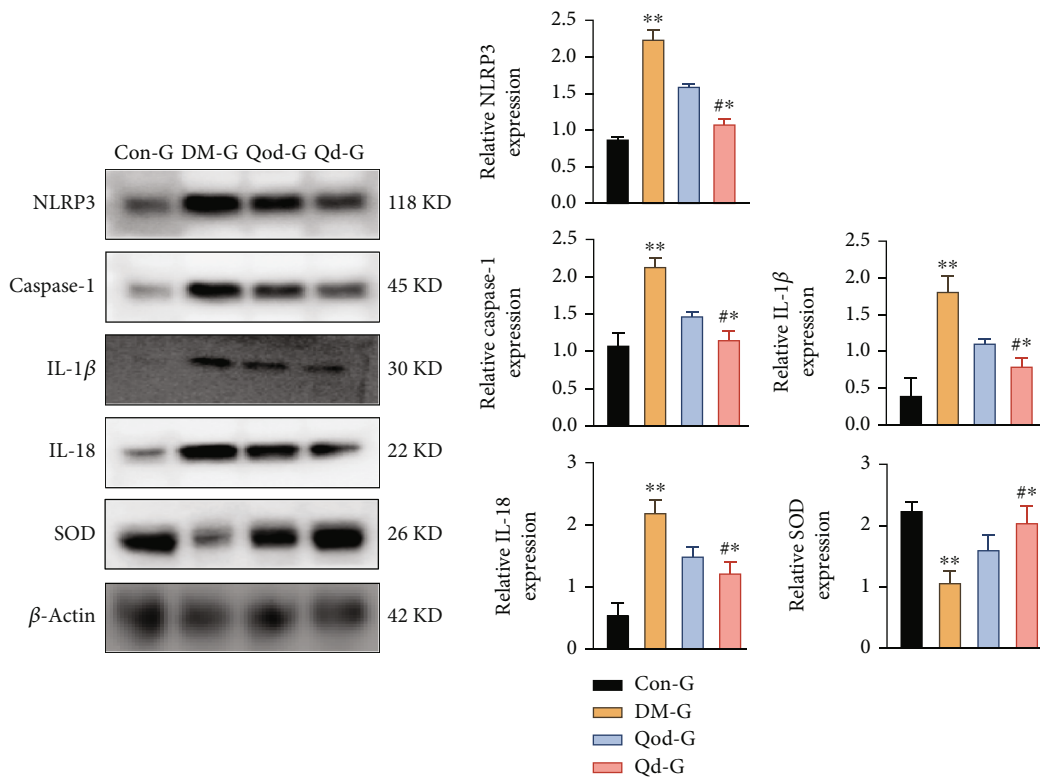 Con-G DM-G Qod-G Qd-G
NLRP3
118 KD
Caspase-1
45 KD
IL-1β
30 KD
IL-18
22 KD
SOD
26 KD
β-Actin
42 KD
Relative NLRP3
expression
2.5
2.0
1.5
1.0
0.5
0.0
**
#*
Relative caspase-1
expression
2.5
2.0
1.5
1.0
0.5
0.0
**
#*
Relative IL-1β
expression
2.5
2.0
1.5
1.0
0.5
0.0
**
#*
Relative IL-18
expression
3
2
1
0
**
#*
Relative SOD
expression
3
2
1
0
**
#*
Con-G
DM-G
Qod-G
Qd-G